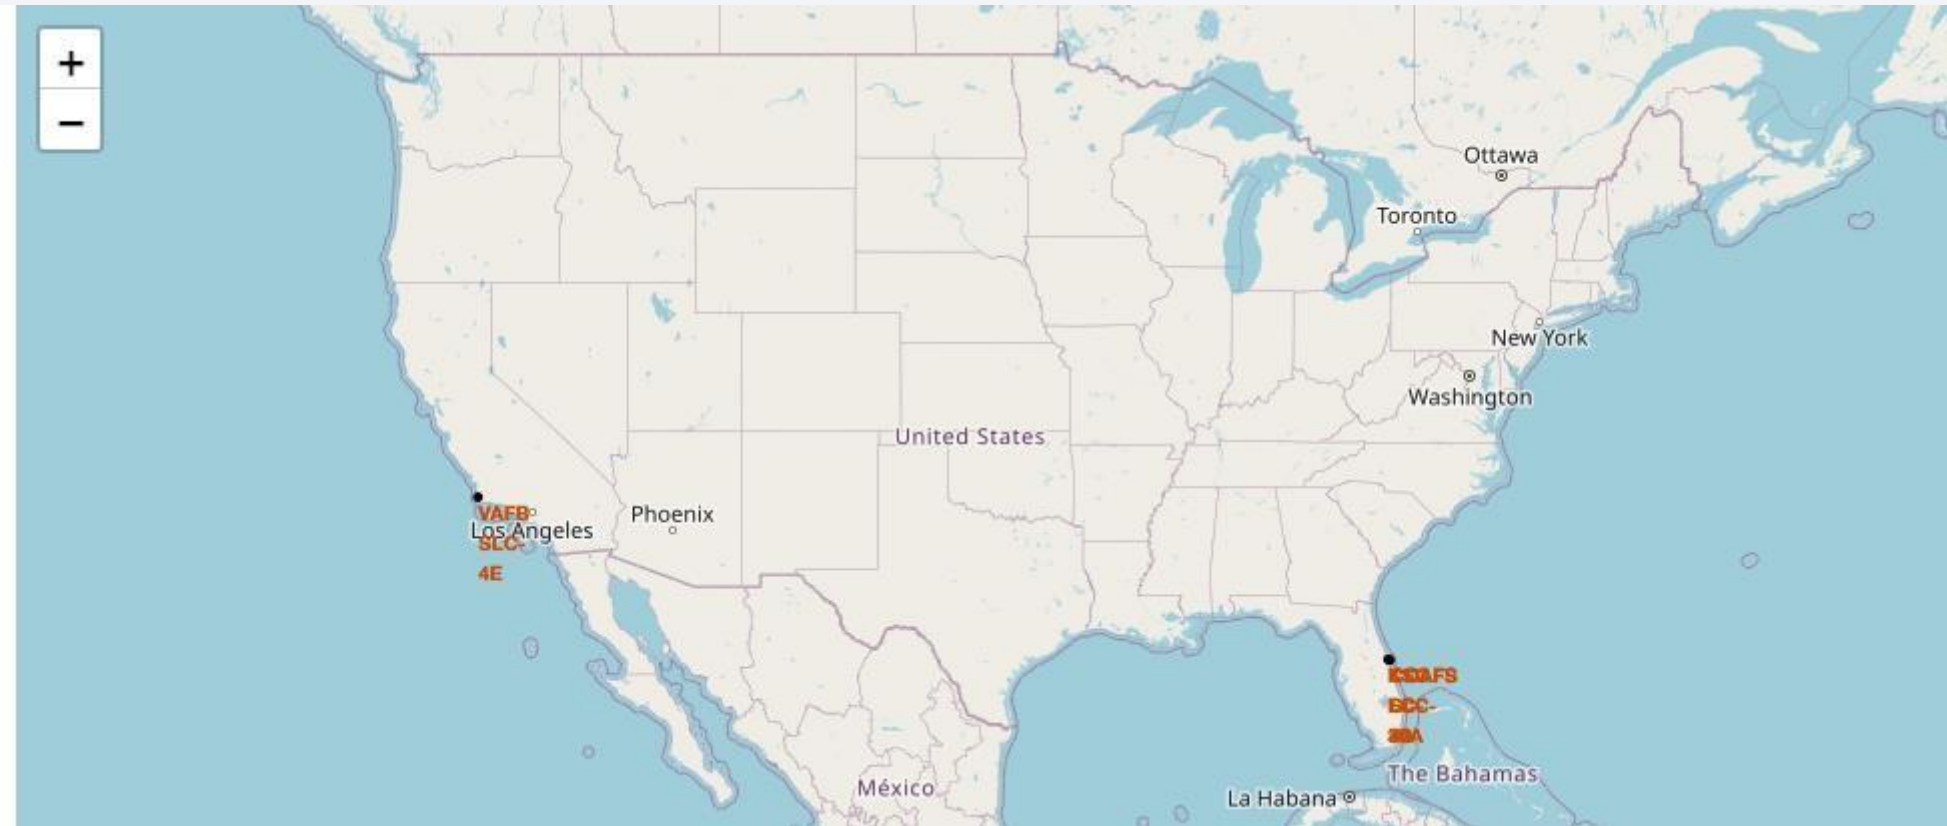 +
−
Ottawa
Toronto
New York
Washington
United States
VAFB
Los Angeles
SLC-
4E
Phoenix
México
La Habana
The Bahamas